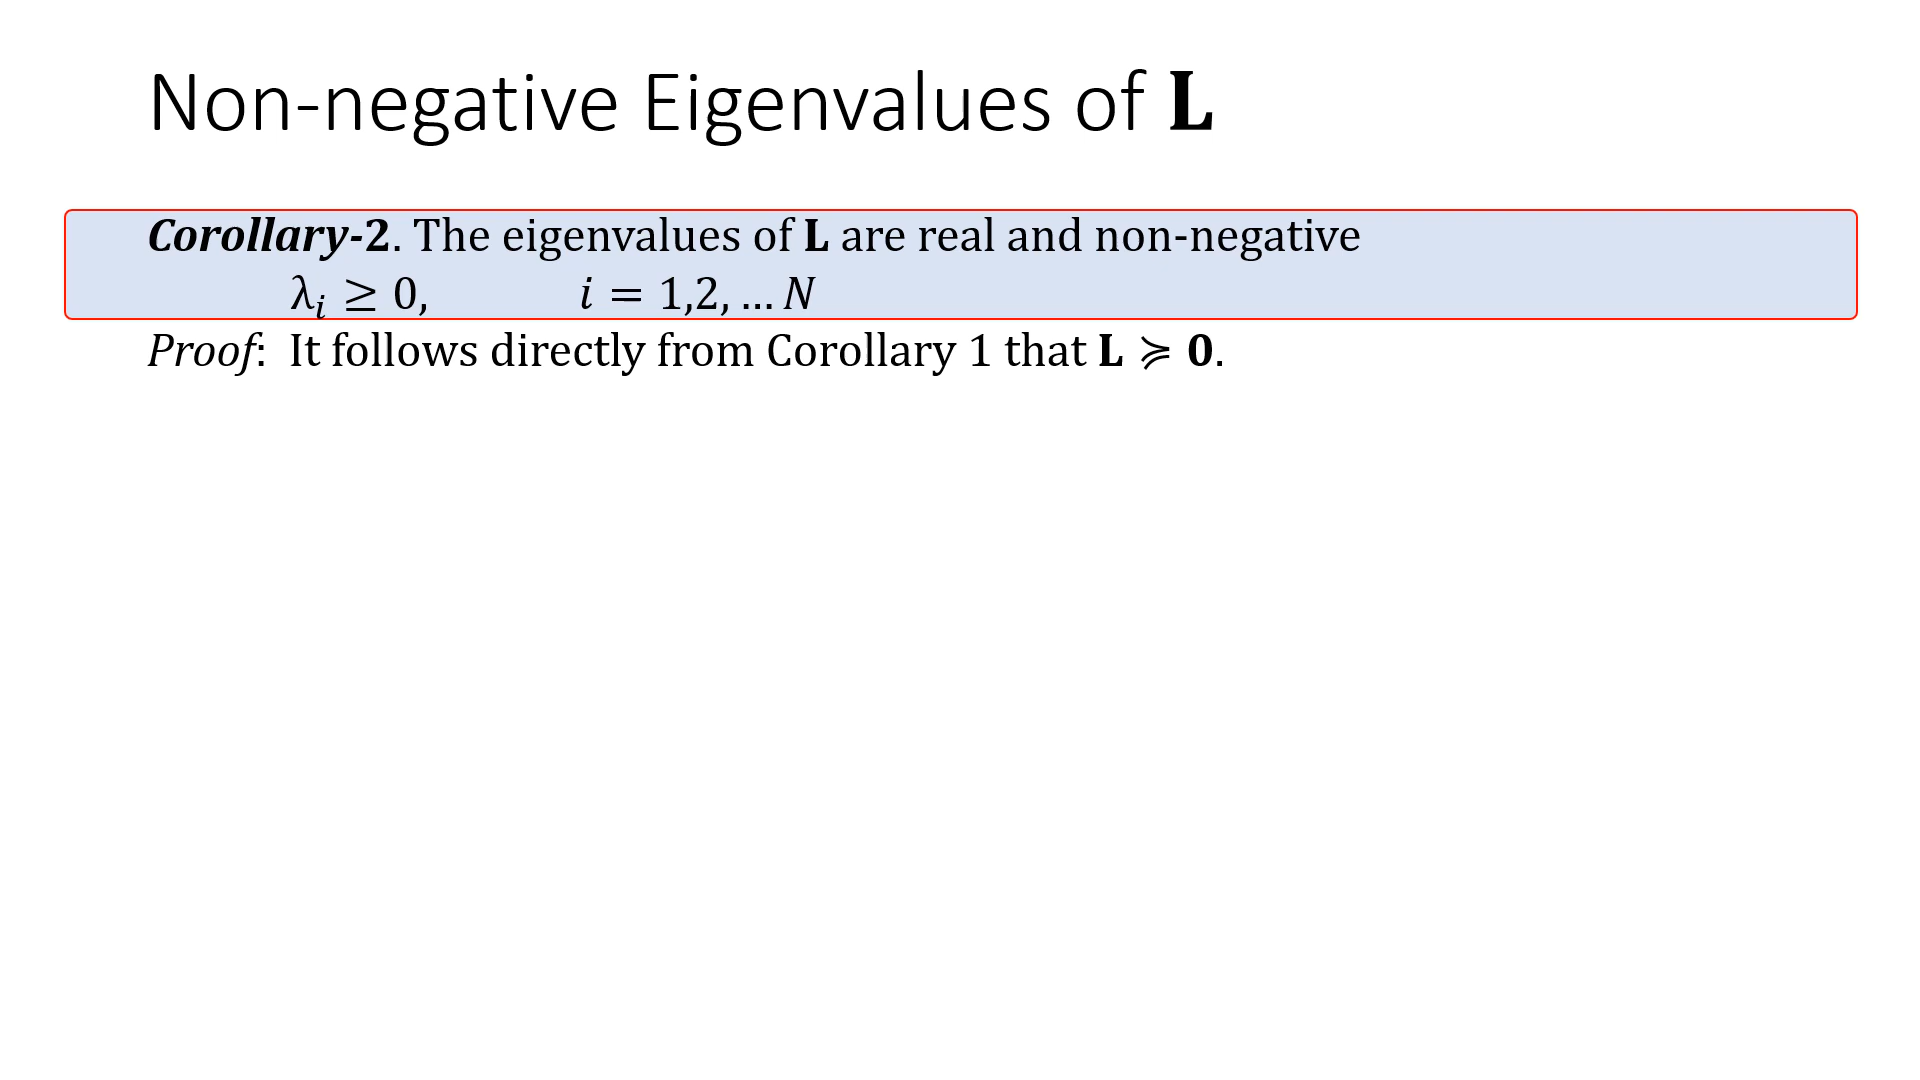 Non-negative Eigenvalues of L
Corollary-2. The eigenvalues of L are real and non-negative
λᵢ ≥ 0, i = 1,2, … N
Proof: It follows directly from Corollary 1 that L ≽ 0.